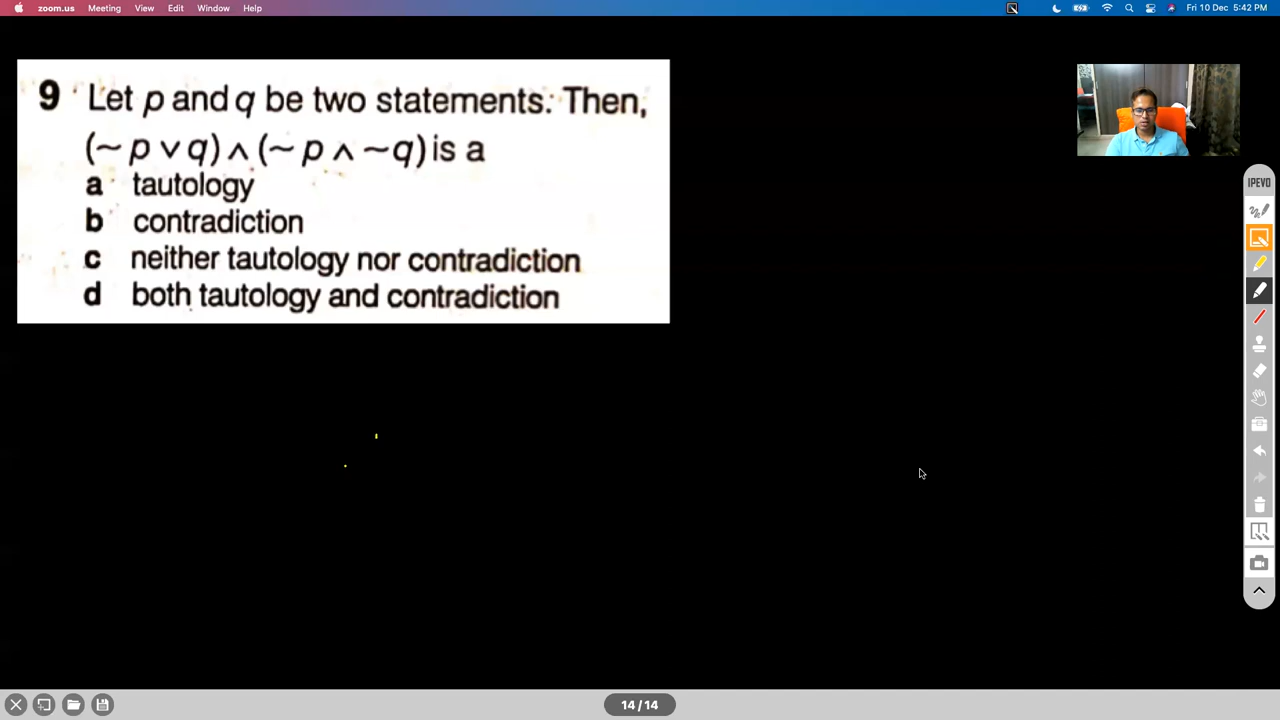 zoom.us Meeting View Edit Window Help Fri 10 Dec 5:42 PM
9 Let p and q be two statements. Then,
(~ p ∨ q) ∧ (~ p ∧ ~q) is a
a tautology
b contradiction
c neither tautology nor contradiction
d both tautology and contradiction
IPEVO
14 / 14